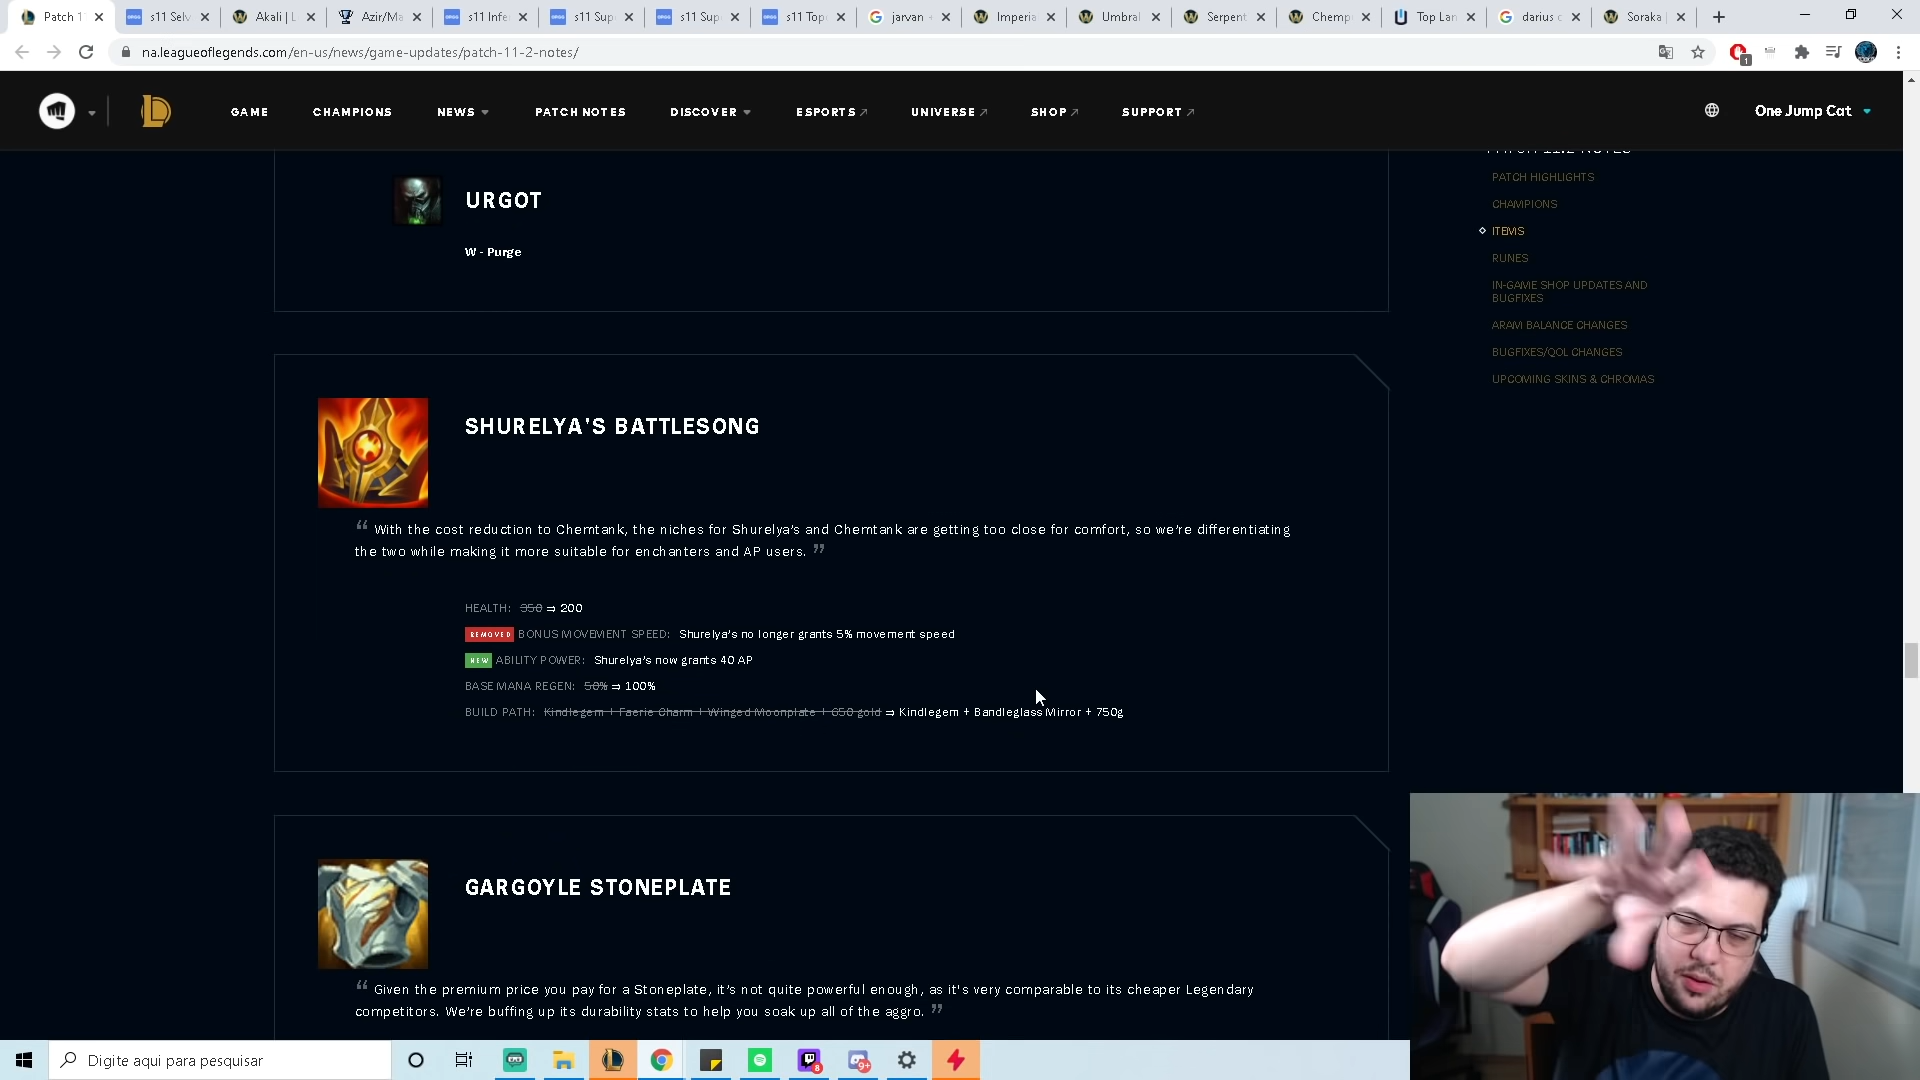 Patch 1
s11 Selv
Akali | L
Azir/Ma
s11 Infe
s11 Sup
s11 Sup
s11 Top
jarvan
Imperia
Umbral
Serpent
Chemp
Top Lan
darius c
Soraka
na.leagueoflegends.com/en-us/news/game-updates/patch-11-2-notes/
1
GAME
CHAMPIONS
NEWS
PATCH NOTES
DISCOVER
ESPORTS
UNIVERSE
SHOP
SUPPORT
One Jump Cat
PATCH 11.2 NOTES
PATCH HIGHLIGHTS
CHAMPIONS
ITEMS
RUNES
IN-GAME SHOP UPDATES AND
BUGFIXES
ARAM BALANCE CHANGES
BUGFIXES/QOL CHANGES
UPCOMING SKINS & CHROMAS
URGOT
W - Purge
SHURELYA'S BATTLESONG
“ With the cost reduction to Chemtank, the niches for Shurelya's and Chemtank are getting too close for comfort, so we're differentiating
the two while making it more suitable for enchanters and AP users. ”
HEALTH: 350 ⇒ 200
REMOVED BONUS MOVEMENT SPEED: Shurelya's no longer grants 5% movement speed
NEW ABILITY POWER: Shurelya's now grants 40 AP
BASE MANA REGEN: 50% ⇒ 100%
BUILD PATH: Kindlegem + Faerie Charm + Winged Moonplate + 650 gold ⇒ Kindlegem + Bandleglass Mirror + 750g
GARGOYLE STONEPLATE
“ Given the premium price you pay for a Stoneplate, it's not quite powerful enough, as it's very comparable to its cheaper Legendary
competitors. We're buffing up its durability stats to help you soak up all of the aggro. ”
Digite aqui para pesquisar
8
9+